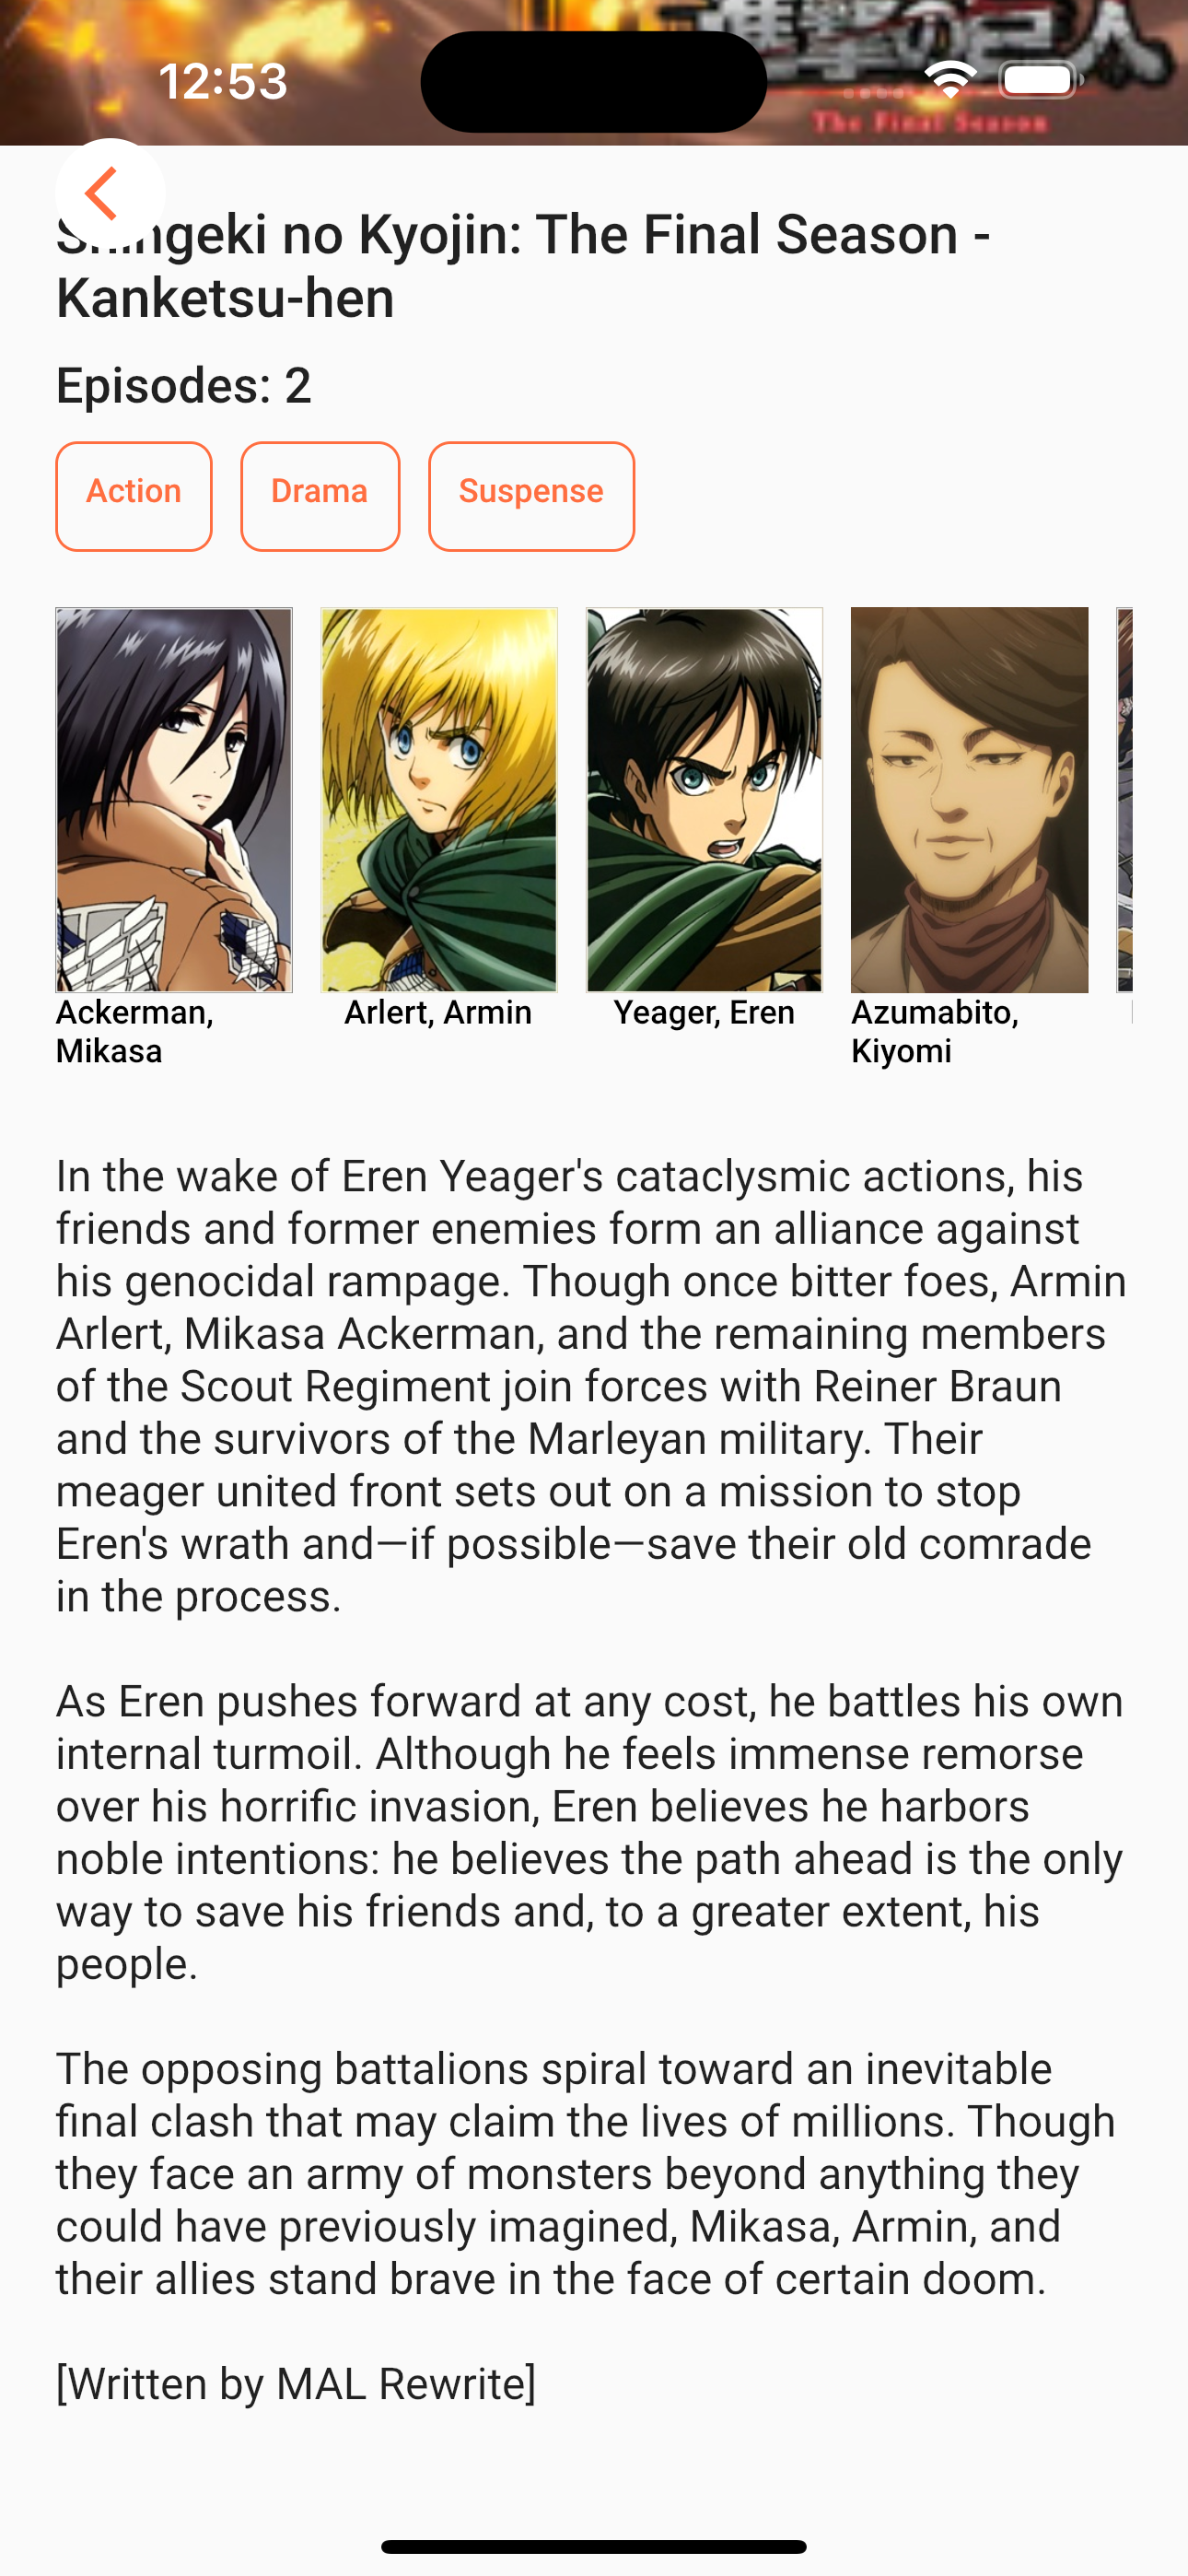 進撃の巨人
12:53
The Final Season
Shingeki no Kyojin: The Final Season -
Kanketsu-hen
Episodes: 2
Action Drama Suspense
Ackerman, Mikasa
Arlert, Armin
Yeager, Eren
Azumabito, Kiyomi
In the wake of Eren Yeager's cataclysmic actions, his
friends and former enemies form an alliance against
his genocidal rampage. Though once bitter foes, Armin
Arlert, Mikasa Ackerman, and the remaining members
of the Scout Regiment join forces with Reiner Braun
and the survivors of the Marleyan military. Their
meager united front sets out on a mission to stop
Eren's wrath and—if possible—save their old comrade
in the process.
As Eren pushes forward at any cost, he battles his own
internal turmoil. Although he feels immense remorse
over his horrific invasion, Eren believes he harbors
noble intentions: he believes the path ahead is the only
way to save his friends and, to a greater extent, his
people.
The opposing battalions spiral toward an inevitable
final clash that may claim the lives of millions. Though
they face an army of monsters beyond anything they
could have previously imagined, Mikasa, Armin, and
their allies stand brave in the face of certain doom.
[Written by MAL Rewrite]